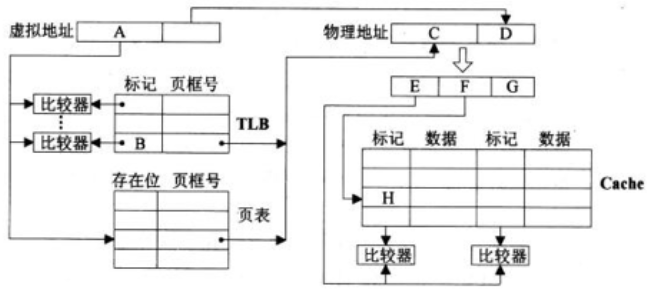 虚拟地址 A
物理地址 C D
E F G
标记 页框号
比较器
比较器 B
TLB
标记 数据 标记 数据
H
Cache
存在位 页框号
页表
比较器 比较器